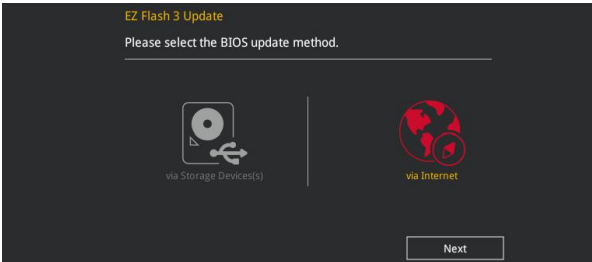 EZ Flash 3 Update
Please select the BIOS update method.
via Storage Devices(s)
via Internet
Next